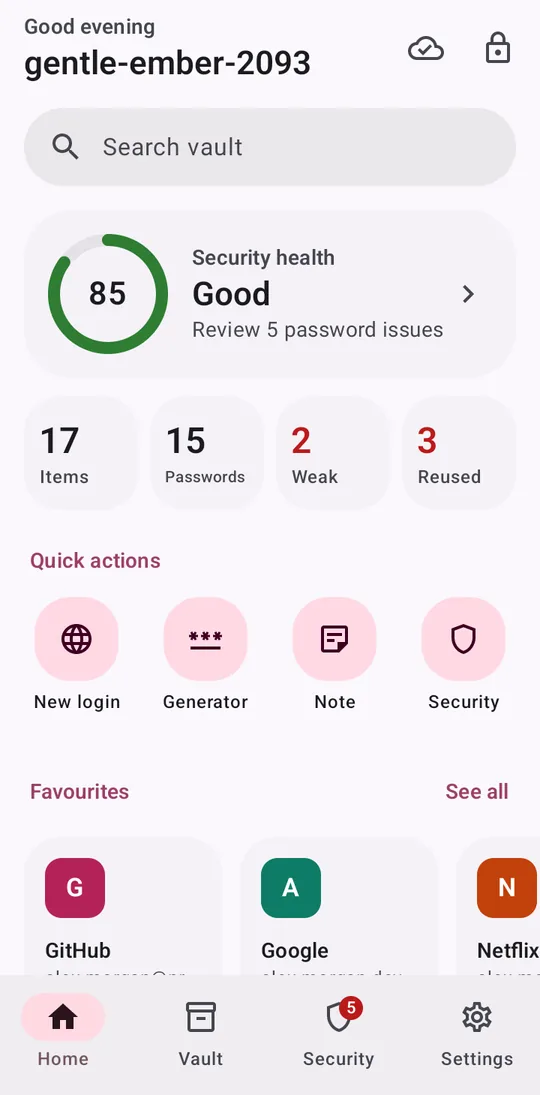 Good evening
gentle-ember-2093
Search vault
85
Security health
Good
Review 5 password issues
17
Items
15
Passwords
2
Weak
3
Reused
Quick actions
New login
***
Generator
Note
Security
Favourites
See all
G
GitHub
A
Google
N
Netflix
Home
Vault
5
Security
Settings